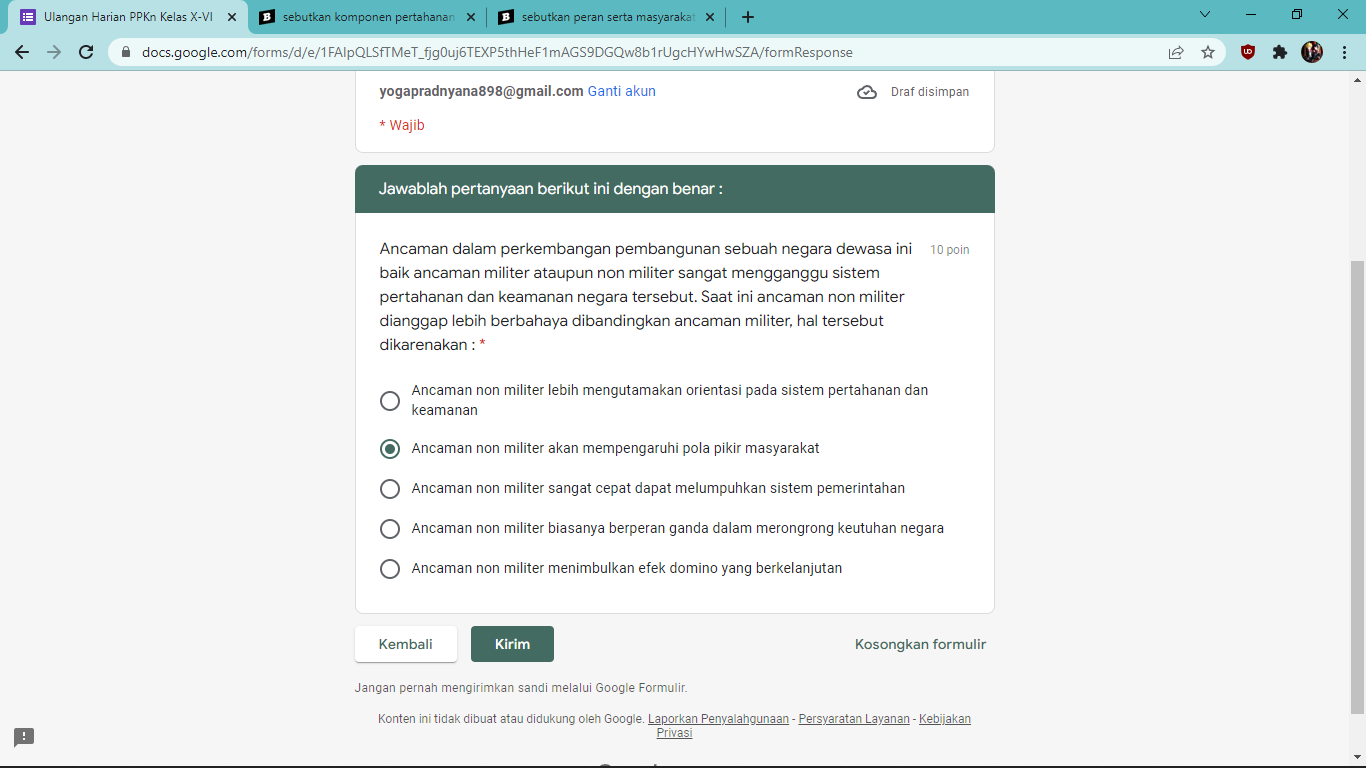 Ulangan Harian PPKn Kelas X-VI
sebutkan komponen pertahanan
sebutkan peran serta masyarakat
docs.google.com/forms/d/e/1FAIpQLSfTMeT_fjg0uj6TEXP5thHeF1mAGS9DGQw8b1rUgcHYwHwSZA/formResponse
yogapradnyana898@gmail.com Ganti akun
Draf disimpan
* Wajib
Jawablah pertanyaan berikut ini dengan benar :
Ancaman dalam perkembangan pembangunan sebuah negara dewasa ini
10 poin
baik ancaman militer ataupun non militer sangat mengganggu sistem
pertahanan dan keamanan negara tersebut. Saat ini ancaman non militer
dianggap lebih berbahaya dibandingkan ancaman militer, hal tersebut
dikarenakan : *
Ancaman non militer lebih mengutamakan orientasi pada sistem pertahanan dan
keamanan
Ancaman non militer akan mempengaruhi pola pikir masyarakat
Ancaman non militer sangat cepat dapat melumpuhkan sistem pemerintahan
Ancaman non militer biasanya berperan ganda dalam merongrong keutuhan negara
Ancaman non militer menimbulkan efek domino yang berkelanjutan
Kembali
Kirim
Kosongkan formulir
Jangan pernah mengirimkan sandi melalui Google Formulir.
Konten ini tidak dibuat atau didukung oleh Google. Laporkan Penyalahgunaan - Persyaratan Layanan - Kebijakan
Privasi